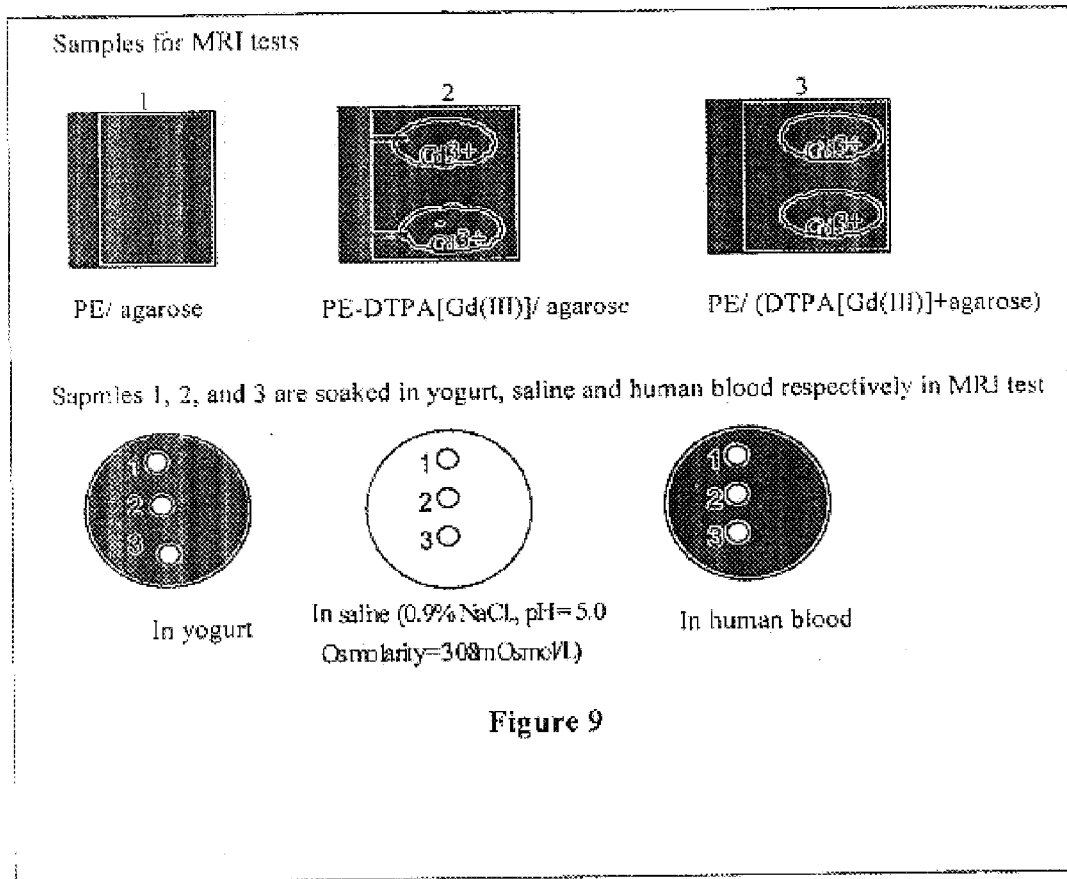 Samples for MRI tests
1 2 3
Gd3+ Gd3+
Gd3+ Gd3+
PE/ agarose PE-DTPA[Gd(III)]/ agarose PE/ (DTPA[Gd(III)]+agarose)
Sapmles 1, 2, and 3 are soaked in yogurt, saline and human blood respectively in MRI test
1 1 1
2 2 2
3 3 3
In yogurt In saline (0.9% NaCl, pH=5.0 In human blood
Osmolarity=308mOsmol/L)
Figure 9